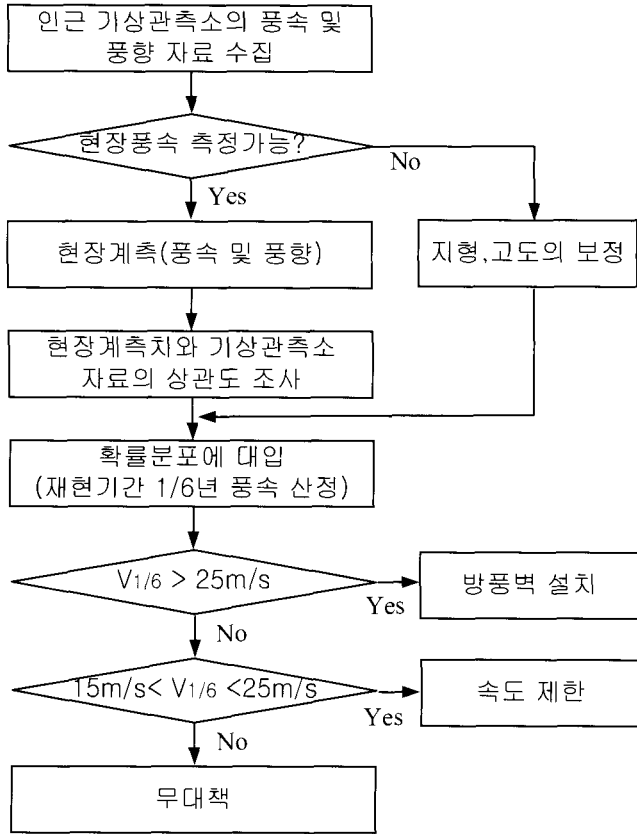 인근 기상관측소의 풍속 및
풍향 자료 수집
현장풍속 측정가능?
No
Yes
현장계측(풍속 및 풍향)
지형,고도의 보정
현장계측치와 기상관측소
자료의 상관도 조사
확률분포에 대입
(재현기간 1/6년 풍속 산정)
V1/6 > 25m/s
Yes
방풍벽 설치
No
15m/s< V1/6 <25m/s
Yes
속도 제한
No
무대책